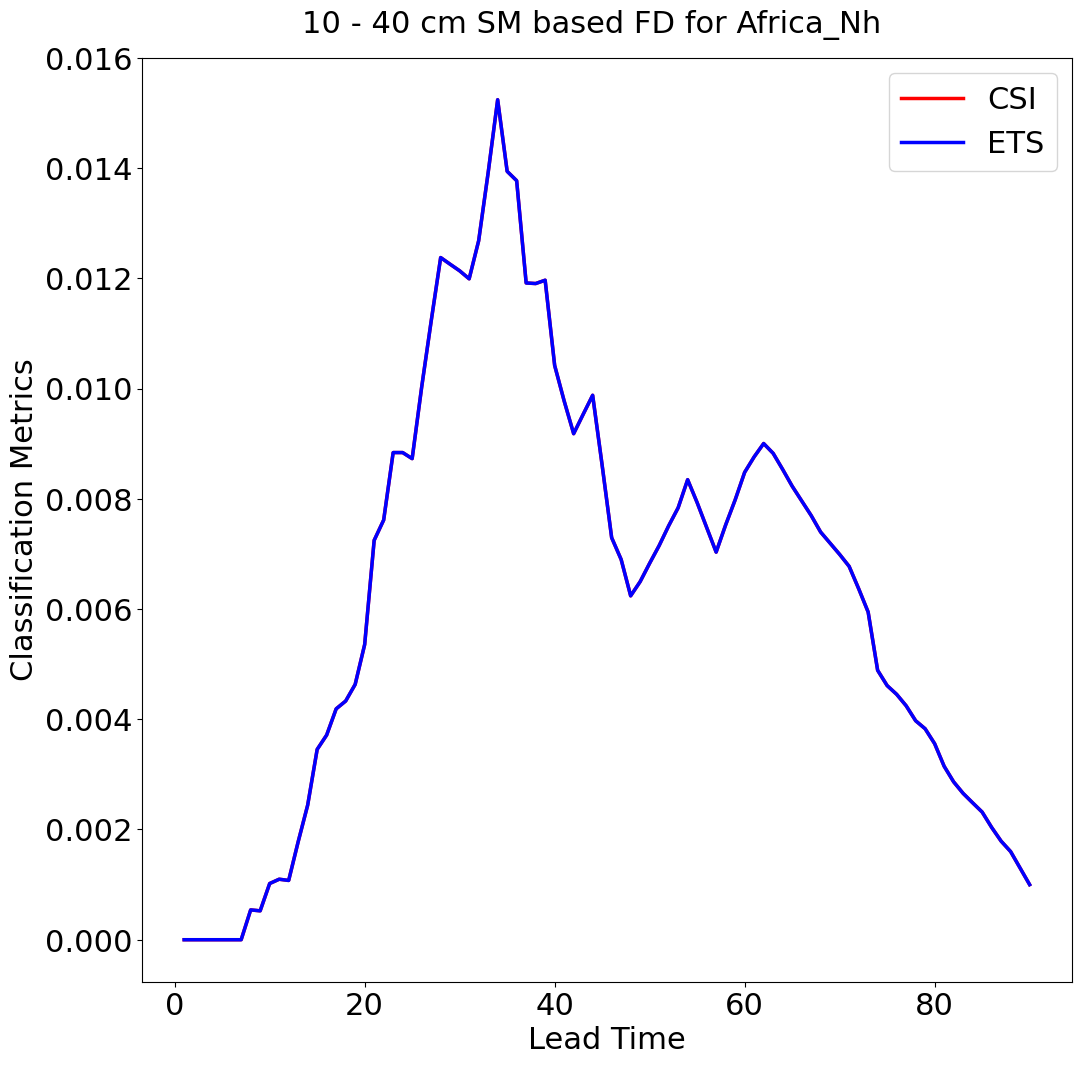 10 - 40 cm SM based FD for Africa_Nh
CSI
ETS
0.016
0.014
0.012
0.010
0.008
0.006
0.004
0.002
0.000
Classification Metrics
0 20 40 60 80
Lead Time